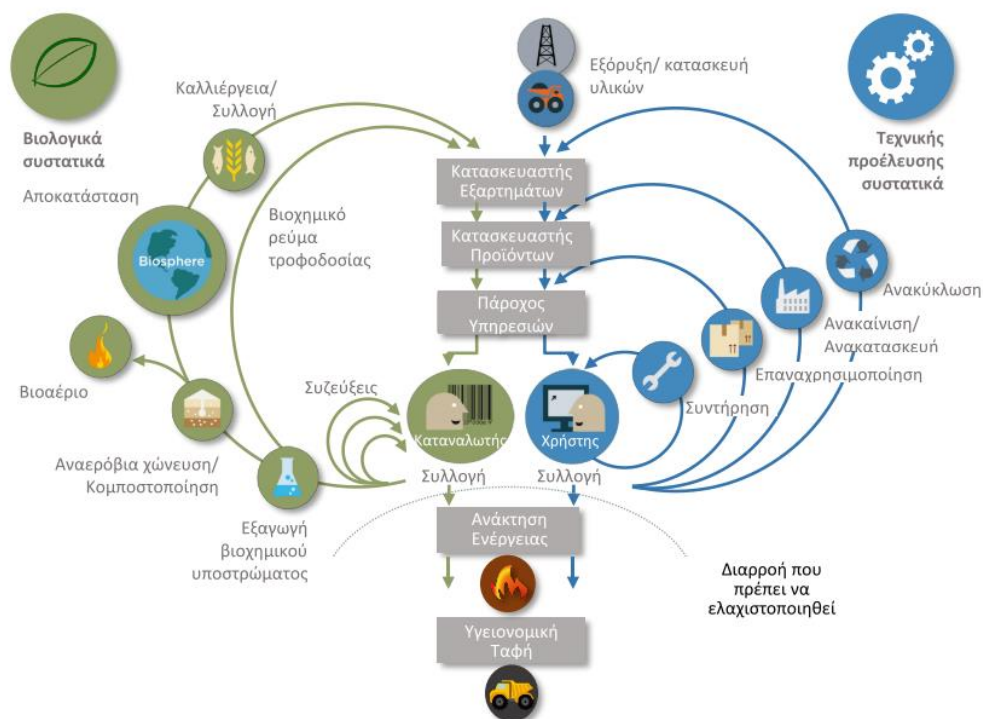 Βιολογικά
συστατικά
Αποκατάσταση
Καλλιέργεια/
Συλλογή
Εξόρυξη/ κατασκευή
υλικών
Τεχνικής
προέλευσης
συστατικά
Κατασκευαστής
Εξαρτημάτων
Βιοχημικό
ρεύμα
τροφοδοσίας
Biosphere
Κατασκευαστής
Προϊόντων
Ανακύκλωση
Πάροχος
Υπηρεσιών
Ανακαίνιση/
Ανακατασκευή
Βιοαέριο
Συζεύξεις
Επαναχρησιμοποίηση
Συντήρηση
Καταναλωτής
Χρήστης
Αναερόβια χώνευση/
Κομποστοποίηση
Συλλογή
Συλλογή
Εξαγωγή
βιοχημικού
υποστρώματος
Ανάκτηση
Ενέργειας
Διαρροή που
πρέπει να
ελαχιστοποιηθεί
Υγειονομική
Ταφή